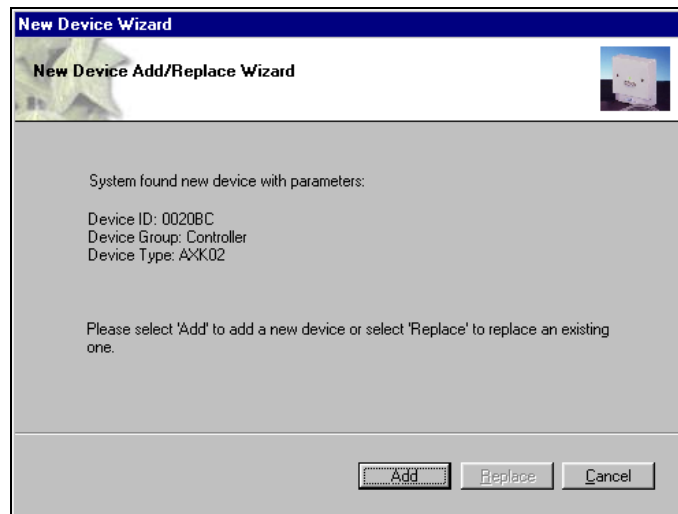 New Device Wizard
New Device Add/Replace Wizard
System found new device with parameters:
Device ID: 0020BC
Device Group: Controller
Device Type: AXK02
Please select 'Add' to add a new device or select 'Replace' to replace an existing
one.
Add
Replace
Cancel